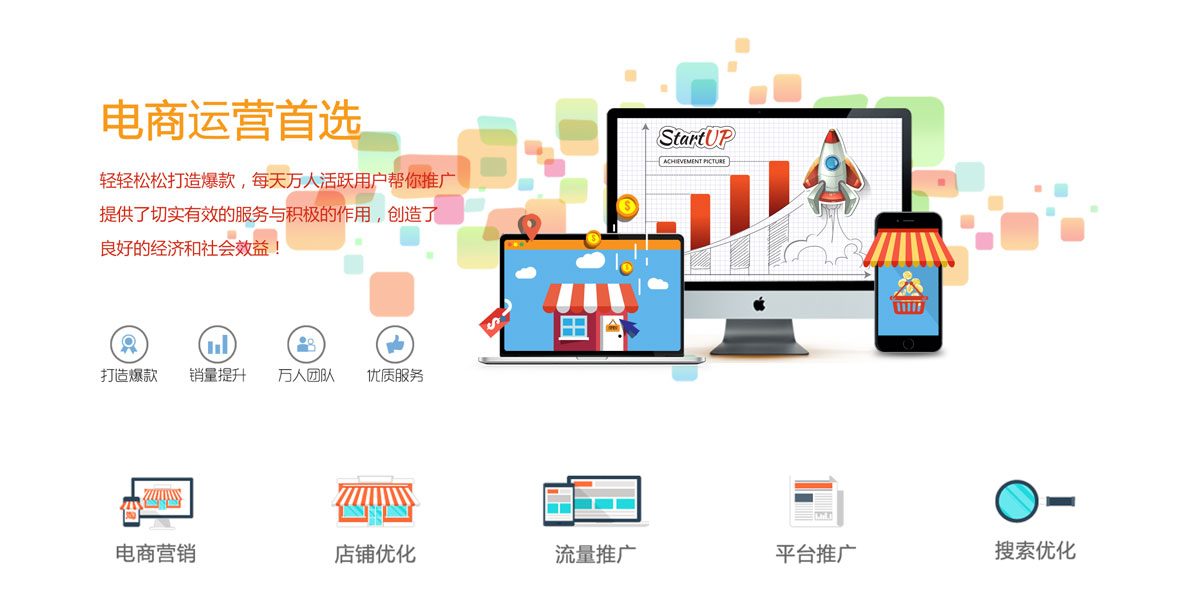 电商运营首选
轻轻松松打造爆款，每天万人活跃用户帮你推广
提供了切实有效的服务与积极的作用，创造了
良好的经济和社会效益！
StartUP
ACHIEVEMENT PICTURE
打造爆款
销量提升
万人团队
优质服务
电商营销
店铺优化
流量推广
平台推广
搜索优化